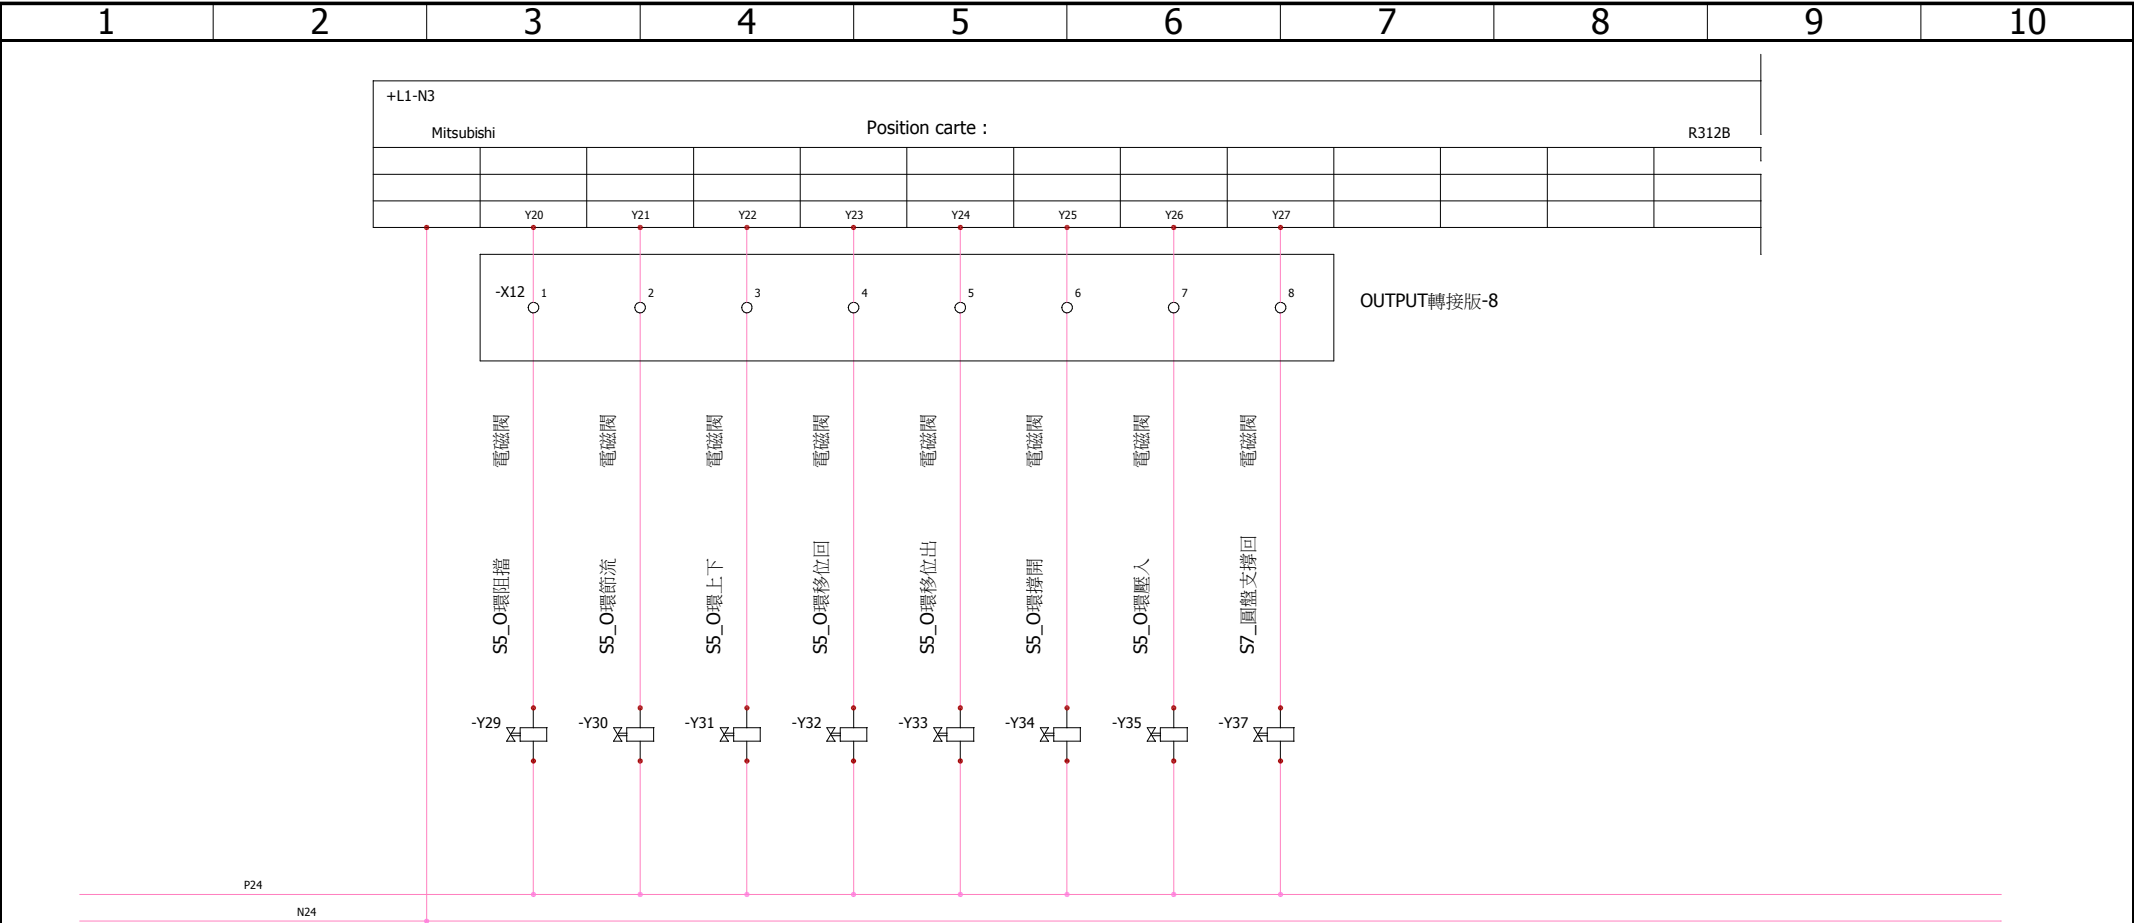 1 2 3 4 5 6 7 8 9 10
+L1-N3
Mitsubishi Position carte : R312B
Y20 Y21 Y22 Y23 Y24 Y25 Y26 Y27
-X12 1 2 3 4 5 6 7 8
OUTPUT轉接版-8
電磁閥 電磁閥 電磁閥 電磁閥 電磁閥 電磁閥 電磁閥 電磁閥
S5_O環阻擋
S5_O環節流
S5_O環上下
S5_O環移位回
S5_O環移位出
S5_O環撐開
S5_O環壓入
S7_圓盤支撐回
-Y29 -Y30 -Y31 -Y32 -Y33 -Y34 -Y35 -Y37
P24
N24